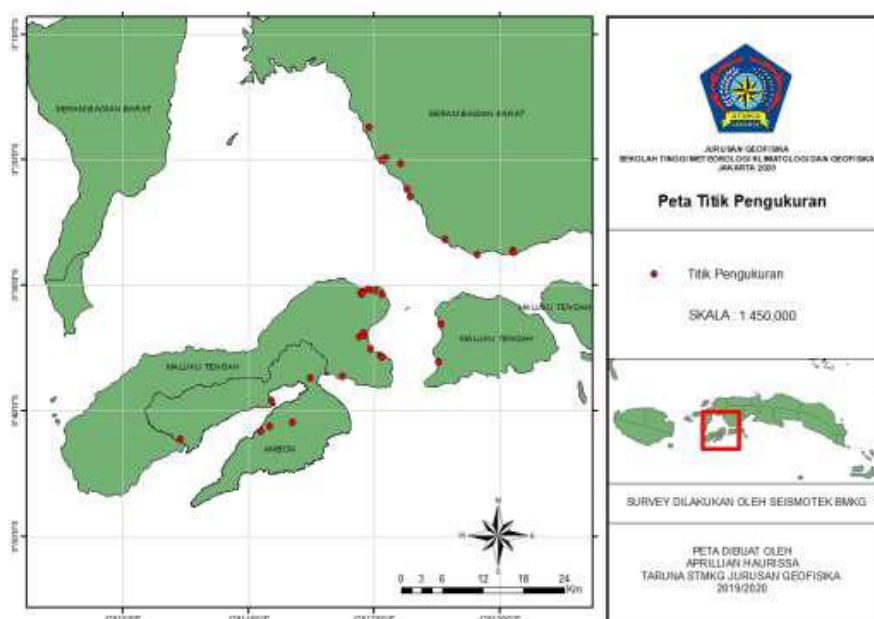 SERAM BAGIAN BARAT
SERAM BAGIAN BARAT
MALUKU TENGAH
MALUKU TENGAH
MALUKU TENGAH
AMBON
N
E
S
0 3 6 12 18 24
Km
STMKG
JURUSAN GEOFISIKA
SEKOLAH TINGGI METEOROLOGI KLIMATOLOGI DAN GEOFISIKA
JAKARTA 2020
Peta Titik Pengukuran
Titik Pengukuran
SKALA : 1:450,000
SURVEY DILAKUKAN OLEH SEISMOTEK BMKG
PETA DIBUAT OLEH
APRILLIAN HAURISSA
TARUNA STMKG JURUSAN GEOFISIKA
2019/2020